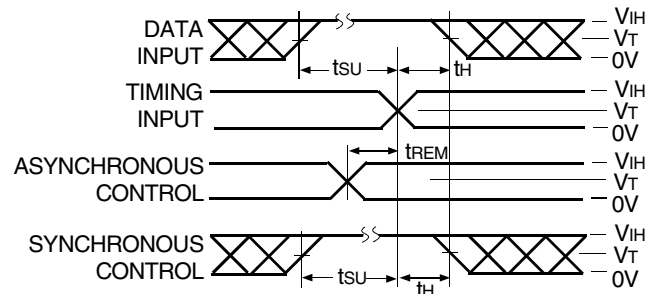 DATA
INPUT
VIH
VT
0V
tSU
tH
TIMING
INPUT
VIH
VT
0V
tREM
ASYNCHRONOUS
CONTROL
VIH
VT
0V
SYNCHRONOUS
CONTROL
VIH
VT
0V
tSU
tH